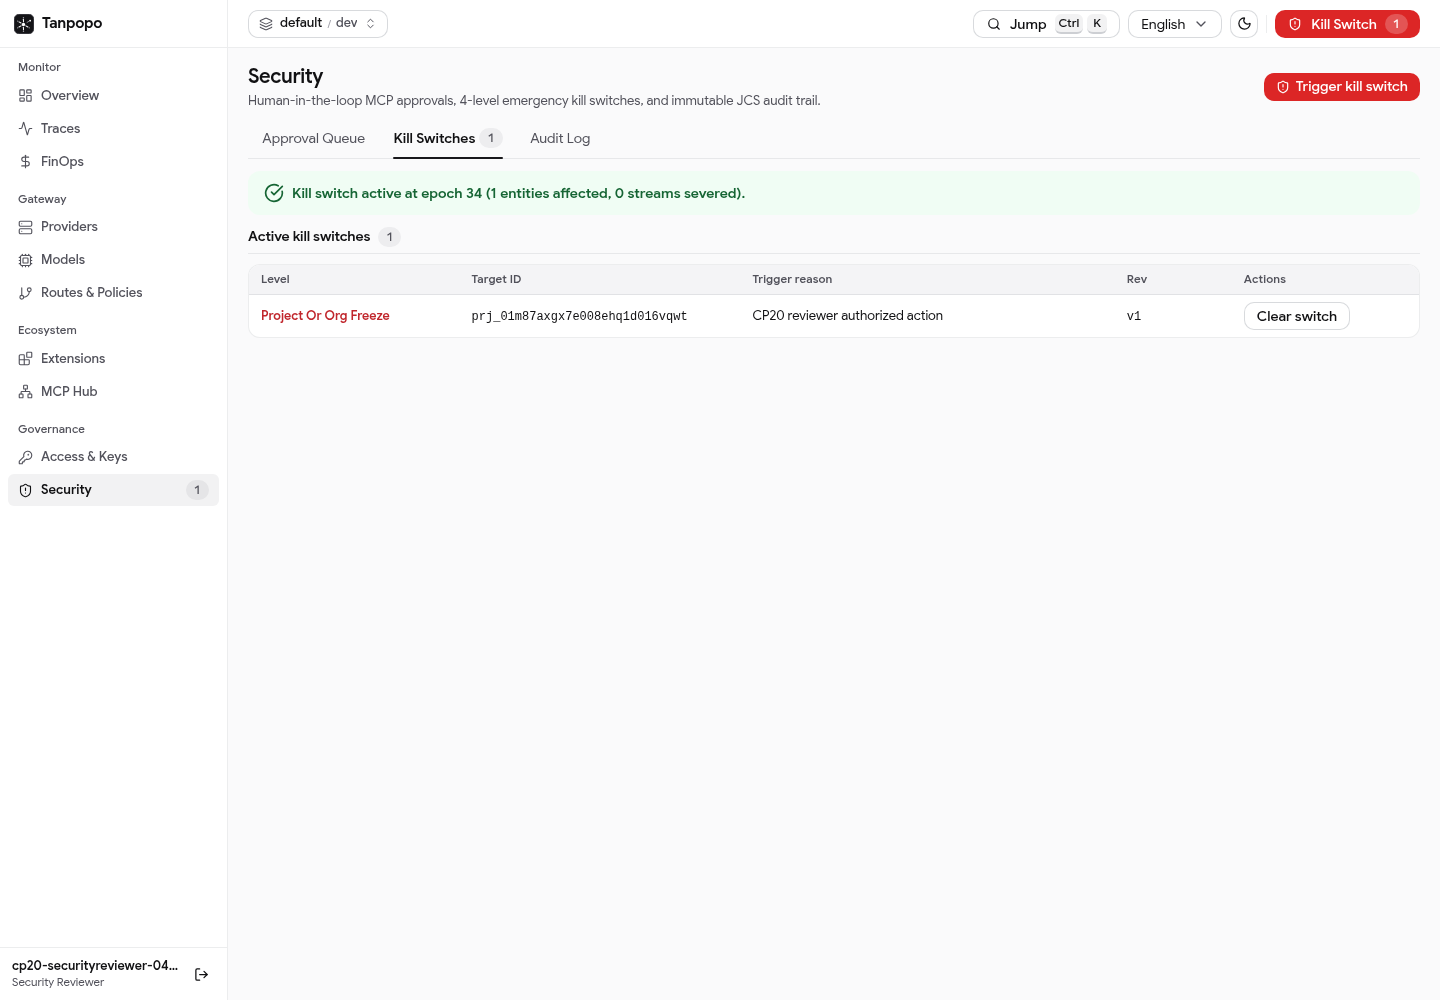 Tanpopo
default / dev
Jump Ctrl K
English
Kill Switch 1
Monitor
Overview
Traces
FinOps
Gateway
Providers
Models
Routes & Policies
Ecosystem
Extensions
MCP Hub
Governance
Access & Keys
Security 1
cp20-securityreviewer-04...
Security Reviewer
Security
Human-in-the-loop MCP approvals, 4-level emergency kill switches, and immutable JCS audit trail.
Trigger kill switch
Approval Queue Kill Switches 1 Audit Log
Kill switch active at epoch 34 (1 entities affected, 0 streams severed).
Active kill switches 1
Level Target ID Trigger reason Rev Actions
Project Or Org Freeze prj_01m87axgx7e008ehq1d016vqwt CP20 reviewer authorized action v1 Clear switch